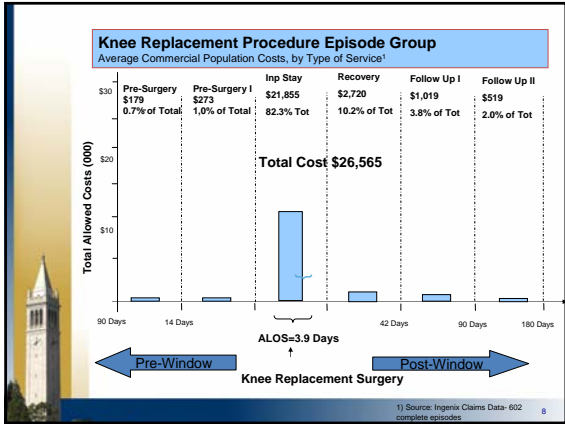 Knee Replacement Procedure Episode Group
Average Commercial Population Costs, by Type of Service1
Total Allowed Costs (000)
$30
$20
$10
Pre-Surgery
$179
0.7% of Total
Pre-Surgery I
$273
1,0% of Total
Inp Stay
$21,855
82.3% Tot
Recovery
$2,720
10.2% of Tot
Follow Up I
$1,019
3.8% of Tot
Follow Up II
$519
2.0% of Tot
Total Cost $26,565
90 Days
14 Days
42 Days
90 Days
180 Days
ALOS=3.9 Days
Pre-Window
Post-Window
Knee Replacement Surgery
1) Source: Ingenix Claims Data- 602
complete episodes
8